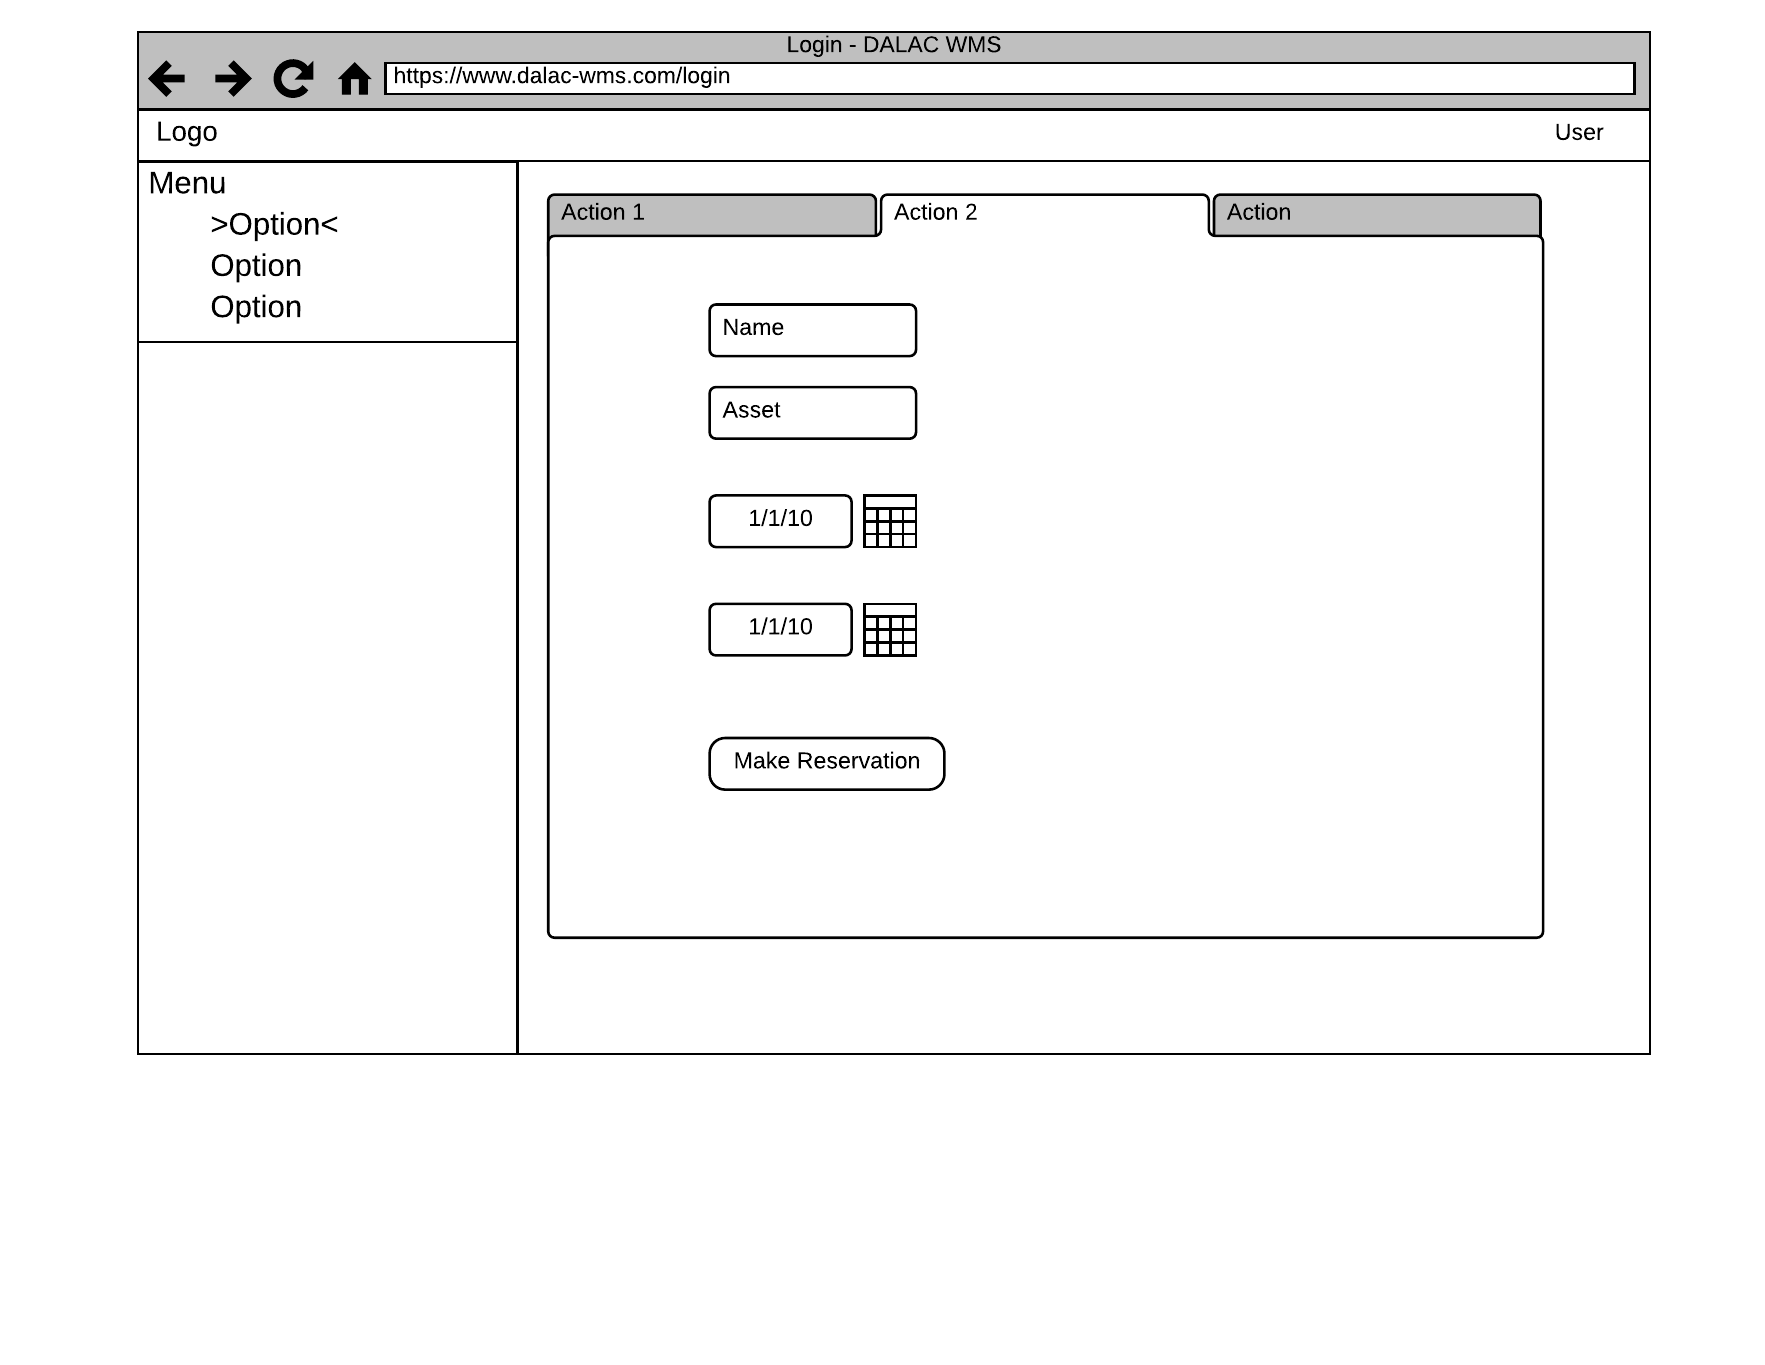 Login - DALAC WMS
https://www.dalac-wms.com/login
Logo
User
Menu
>Option<
Option
Option
Action 1
Action 2
Action
Name
Asset
1/1/10
1/1/10
Make Reservation